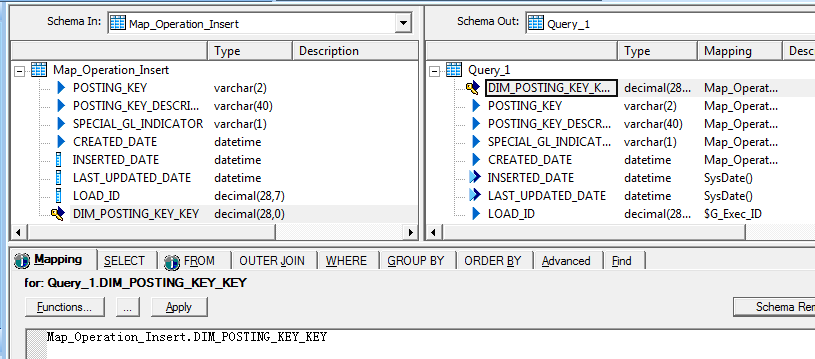 Schema In: Map_Operation_Insert
Type Description
Map_Operation_Insert
POSTING_KEY varchar(2)
POSTING_KEY_DESCRI... varchar(40)
SPECIAL_GL_INDICATOR varchar(1)
CREATED_DATE datetime
INSERTED_DATE datetime
LAST_UPDATED_DATE datetime
LOAD_ID decimal(28,7)
DIM_POSTING_KEY_KEY decimal(28,0)
Schema Out: Query_1
Type Mapping Desc
Query_1
DIM_POSTING_KEY_K... decimal(28... Map_Operat...
POSTING_KEY varchar(2) Map_Operat...
POSTING_KEY_DESCR... varchar(40) Map_Operat...
SPECIAL_GL_INDICAT... varchar(1) Map_Operat...
CREATED_DATE datetime Map_Operat...
INSERTED_DATE datetime SysDate()
LAST_UPDATED_DATE datetime SysDate()
LOAD_ID decimal(28... $G_Exec_ID
Mapping SELECT FROM OUTER JOIN WHERE GROUP BY ORDER BY Advanced Find
for: Query_1.DIM_POSTING_KEY_KEY
Functions... ... Apply Schema Rem
Map_Operation_Insert.DIM_POSTING_KEY_KEY